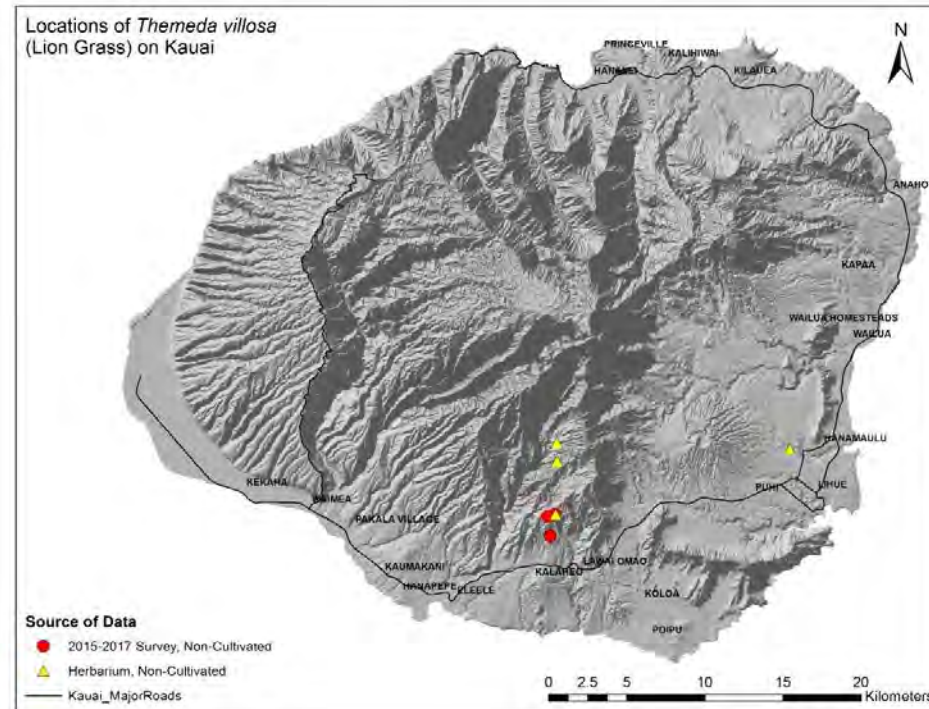 Locations of Themeda villosa
(Lion Grass) on Kauai
N
PRINCEVILLE
KALIHIWAI
HANALEI
KILAUEA
ANAHO
KAPAA
WAILUA HOMESTEADS
WAILUA
HANAMAULU
KEKAHA
PUHI
LIHUE
WAIMEA
PAKALA VILLAGE
LAWAI
OMAO
KAUMAKANI
KALAHEO
HANAPEPE
ELEELE
KOLOA
POIPU
Source of Data
2015-2017 Survey, Non-Cultivated
Herbarium, Non-Cultivated
Kauai_MajorRoads
0 2.5 5 10 15 20
Kilometers